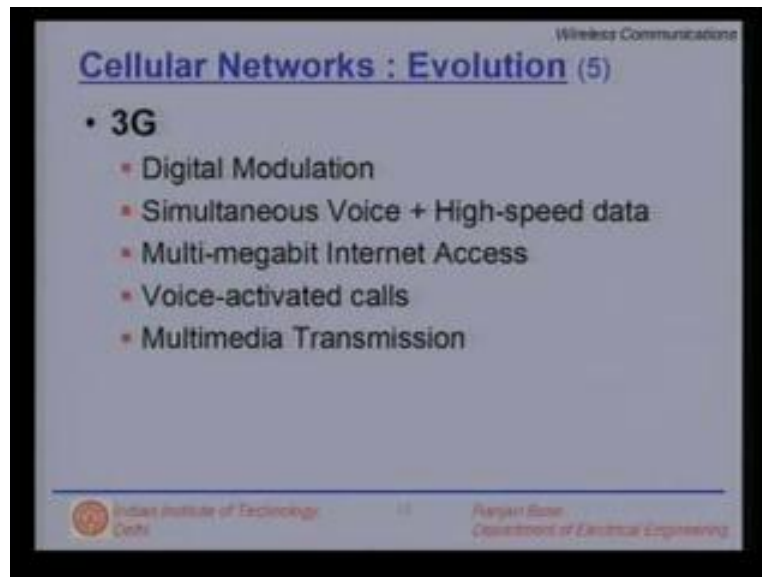 Wireless Communications
Cellular Networks : Evolution (5)
• 3G
▪ Digital Modulation
▪ Simultaneous Voice + High-speed data
▪ Multi-megabit Internet Access
▪ Voice-activated calls
▪ Multimedia Transmission
Indian Institute of Technology
Delhi
Ranjan Bose
Department of Electrical Engineering